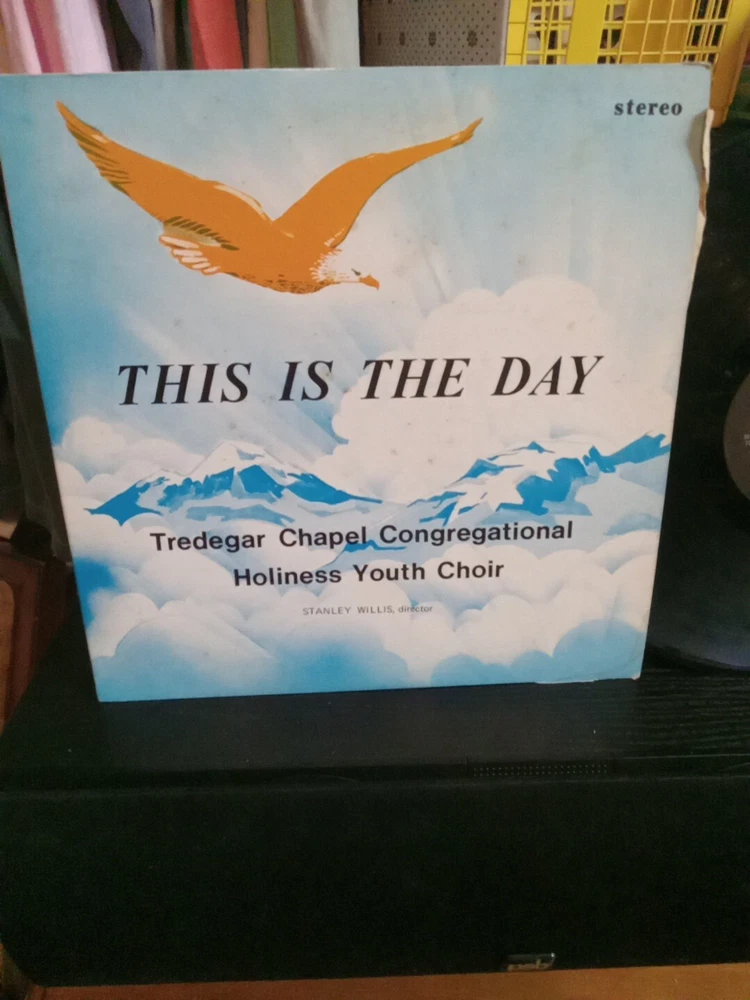 stereo
THIS IS THE DAY
Tredegar Chapel Congregational
Holiness Youth Choir
STANLEY WILLIS, director